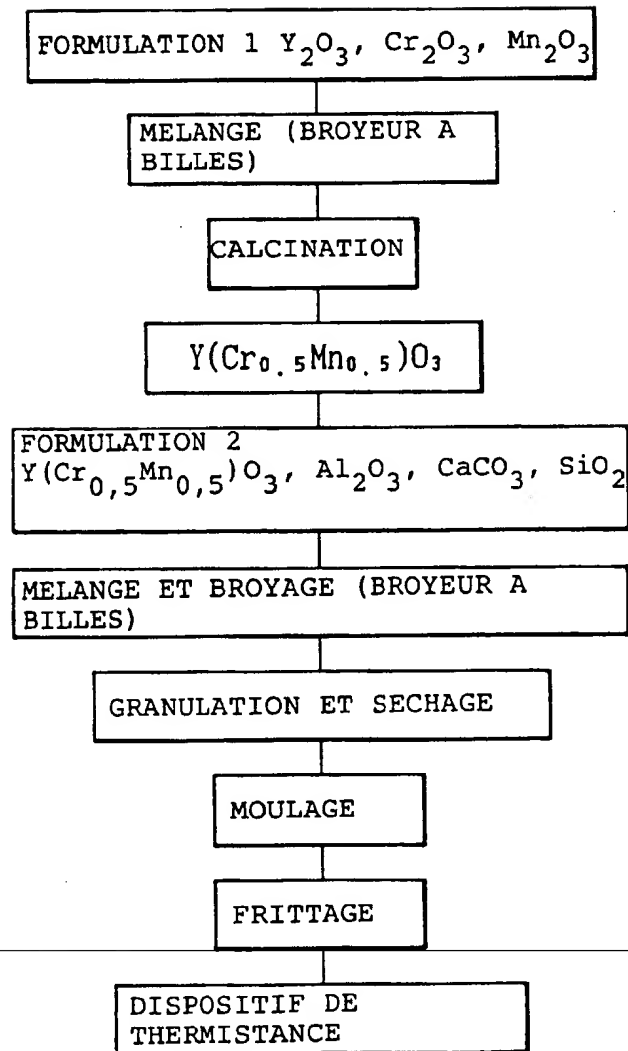 FORMULATION 1 Y₂O₃, Cr₂O₃, Mn₂O₃
MELANGE (BROYEUR A
BILLES)
CALCINATION
Y(Cr₀.₅Mn₀.₅)O₃
FORMULATION 2
Y(Cr₀,₅Mn₀,₅)O₃, Al₂O₃, CaCO₃, SiO₂
MELANGE ET BROYAGE (BROYEUR A
BILLES)
GRANULATION ET SECHAGE
MOULAGE
FRITTAGE
DISPOSITIF DE
THERMISTANCE